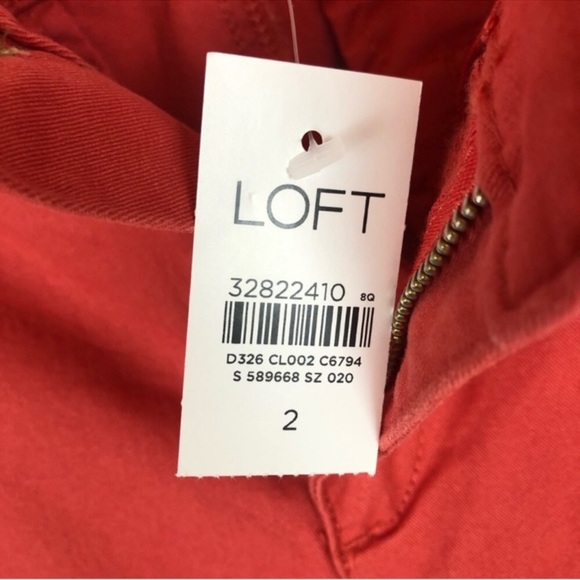 LOFT
32822410 8Q
D326 CL002 C6794
S 589668 SZ 020
2